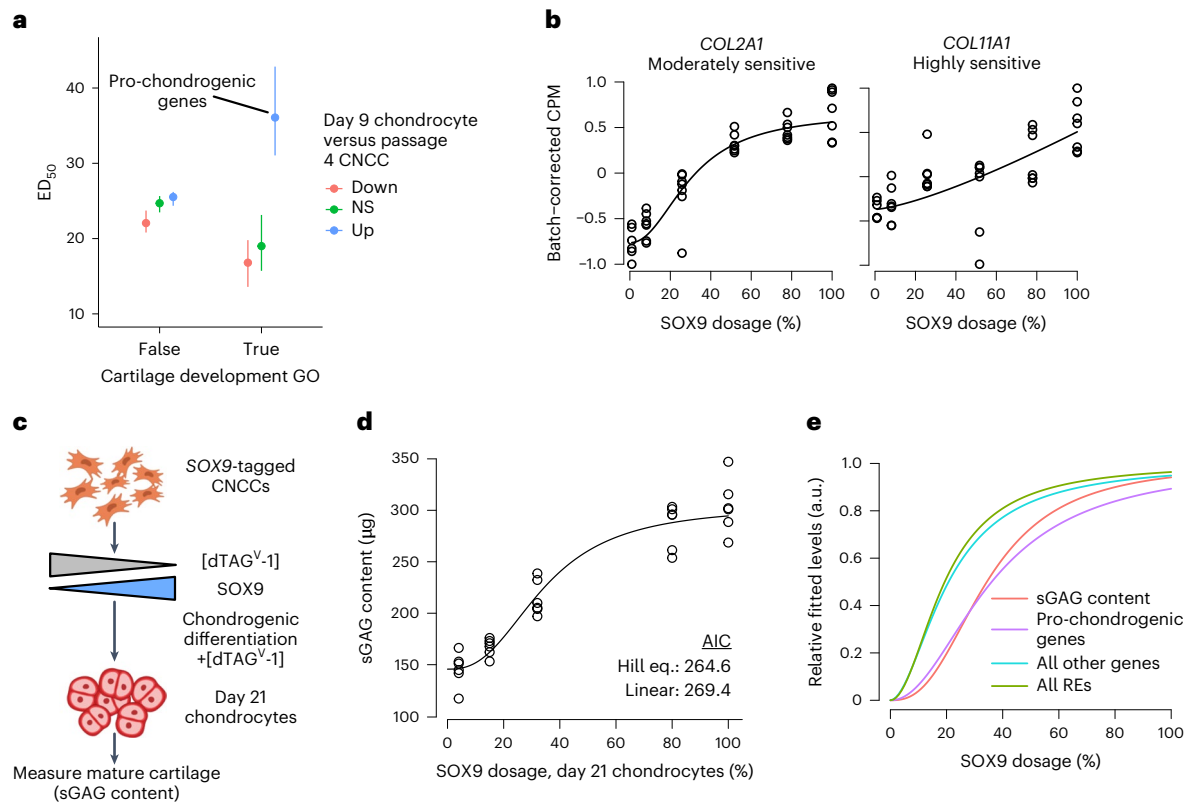 a
Pro-chondrogenic
genes
ED50
40
30
20
10
False
True
Cartilage development GO
Day 9 chondrocyte
versus passage
4 CNCC
Down
NS
Up
b
COL2A1
Moderately sensitive
COL11A1
Highly sensitive
Batch–corrected CPM
1.0
0.5
0
−0.5
−1.0
0 20 40 60 80 100
SOX9 dosage (%)
0 20 40 60 80 100
SOX9 dosage (%)
c
SOX9-tagged
CNCCs
[dTAGV-1]
SOX9
Chondrogenic
differentiation
+[dTAGV-1]
Day 21
chondrocytes
Measure mature cartilage
(sGAG content)
d
sGAG content (µg)
350
300
250
200
150
100
AIC
Hill eq.: 264.6
Linear: 269.4
0 20 40 60 80 100
SOX9 dosage, day 21 chondrocytes (%)
e
Relative fitted levels (a.u.)
1.0
0.8
0.6
0.4
0.2
0
sGAG content
Pro-chondrogenic
genes
All other genes
All REs
0 20 40 60 80 100
SOX9 dosage (%)